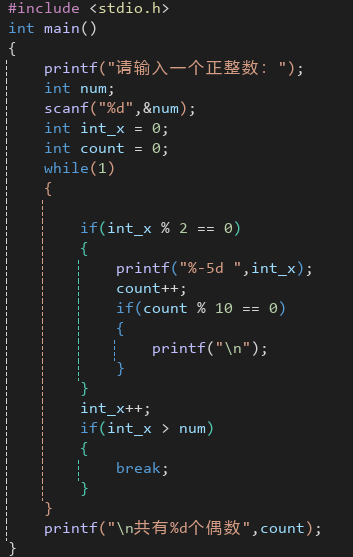 #include <stdio.h>
int main()
{
    printf("请输入一个正整数: ");
    int num;
    scanf("%d",&num);
    int int_x = 0;
    int count = 0;
    while(1)
    {
        if(int_x % 2 == 0)
        {
            printf("%-5d ",int_x);
            count++;
            if(count % 10 == 0)
            {
                printf("\n");
            }
        }
        int_x++;
        if(int_x > num)
        {
            break;
        }
    }
    printf("\n共有%d个偶数",count);
}